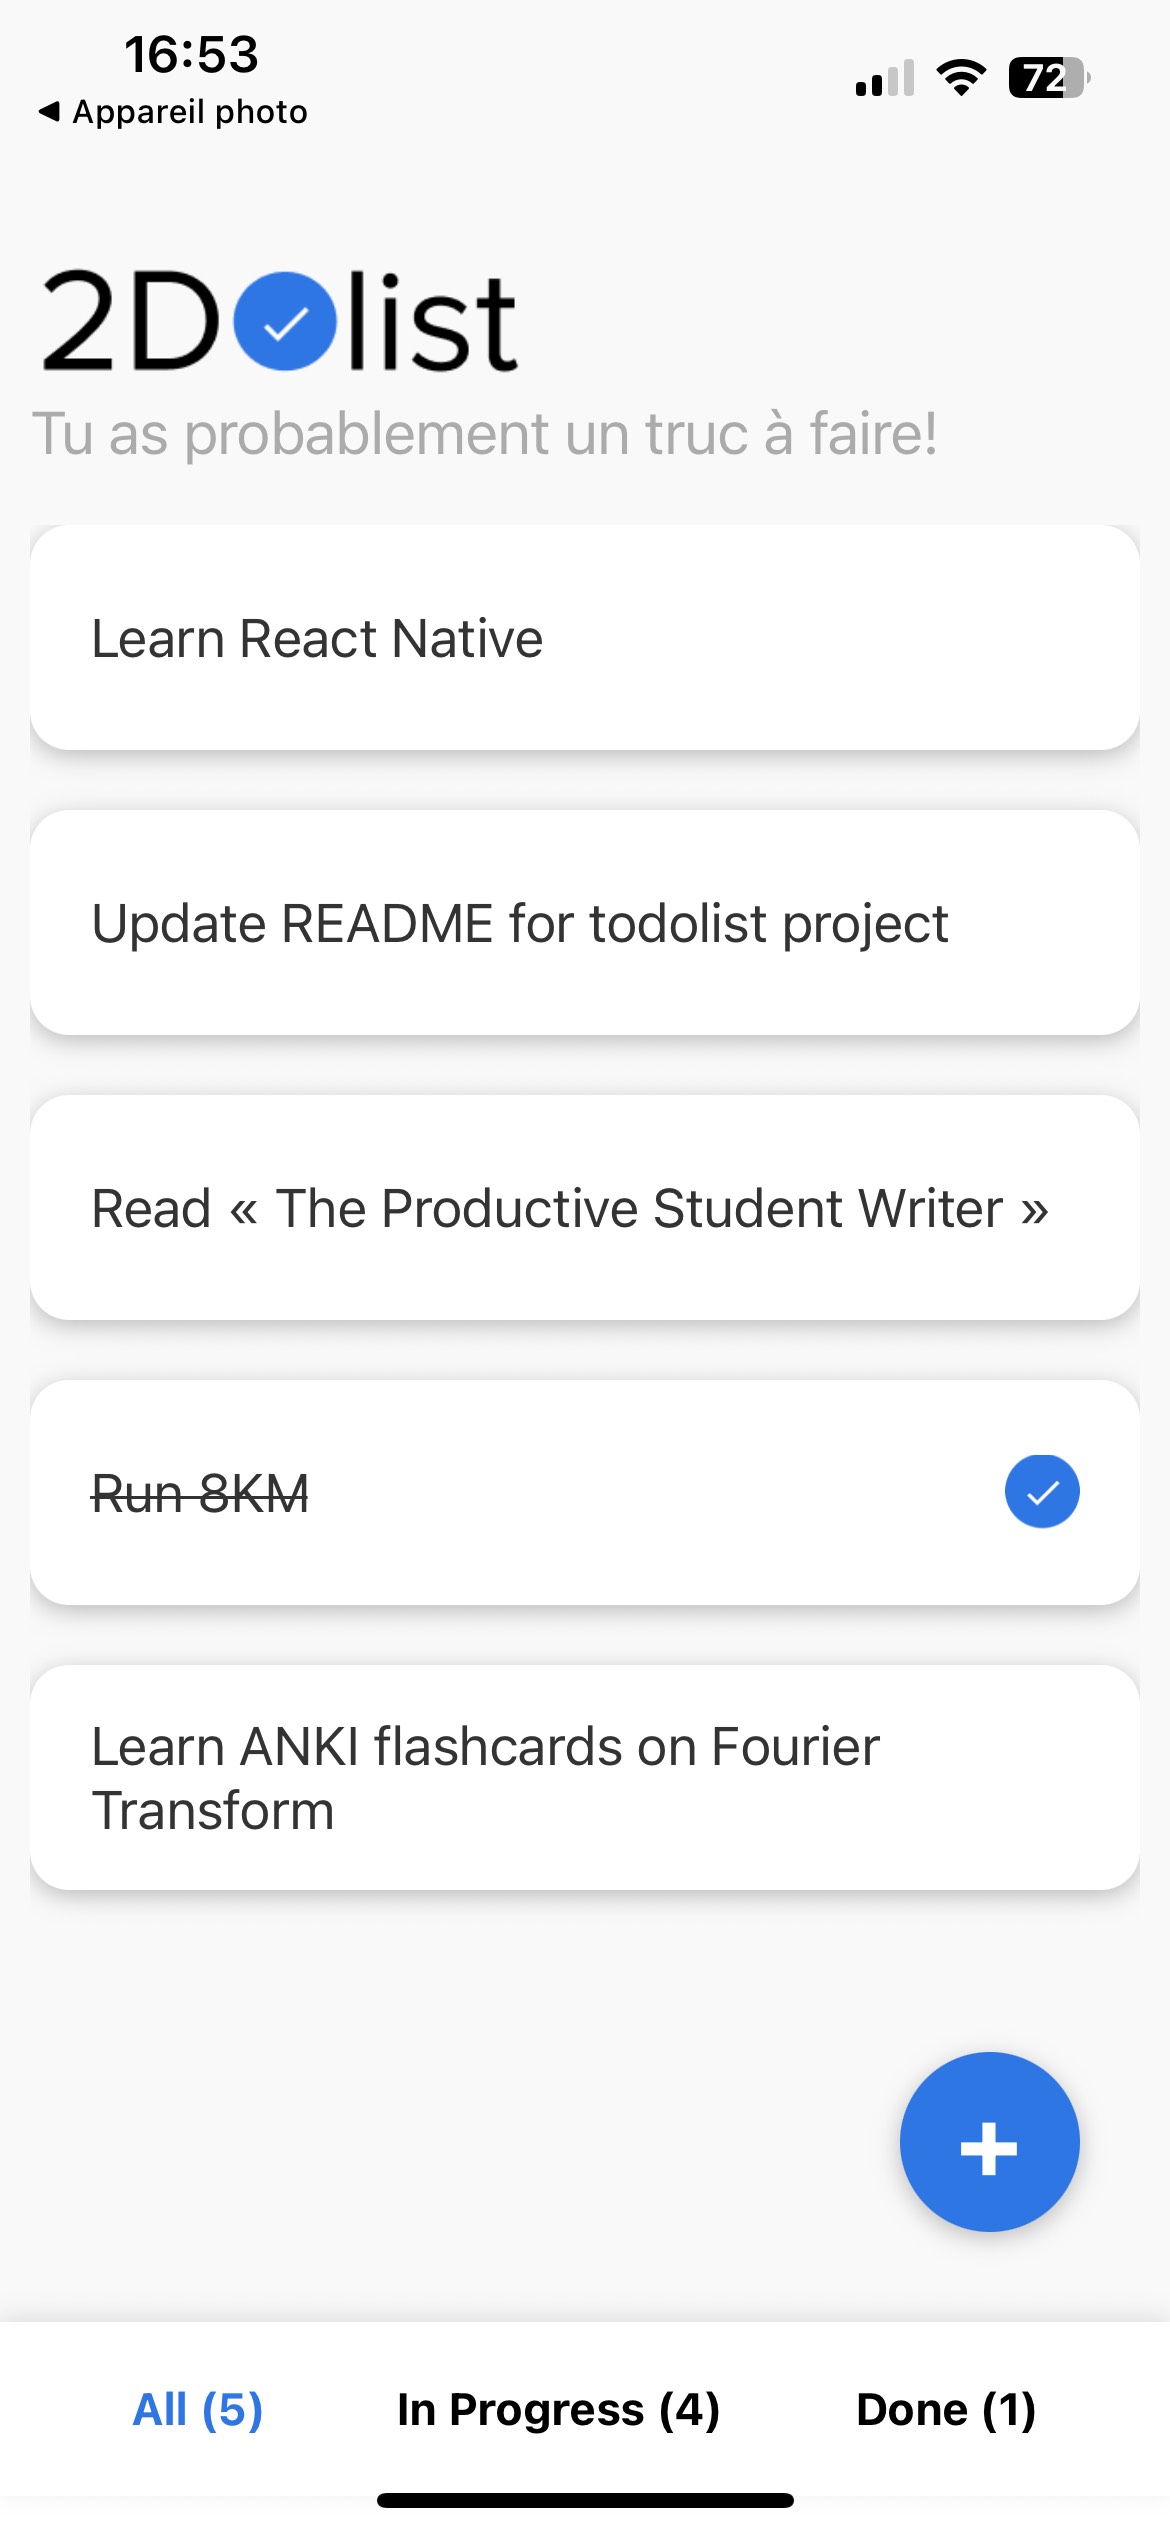 16:53
72
◀ Appareil photo
2Dolist
Tu as probablement un truc à faire!
Learn React Native
Update README for todolist project
Read « The Productive Student Writer »
Run 8KM
Learn ANKI flashcards on Fourier
Transform
+
All (5)
In Progress (4)
Done (1)